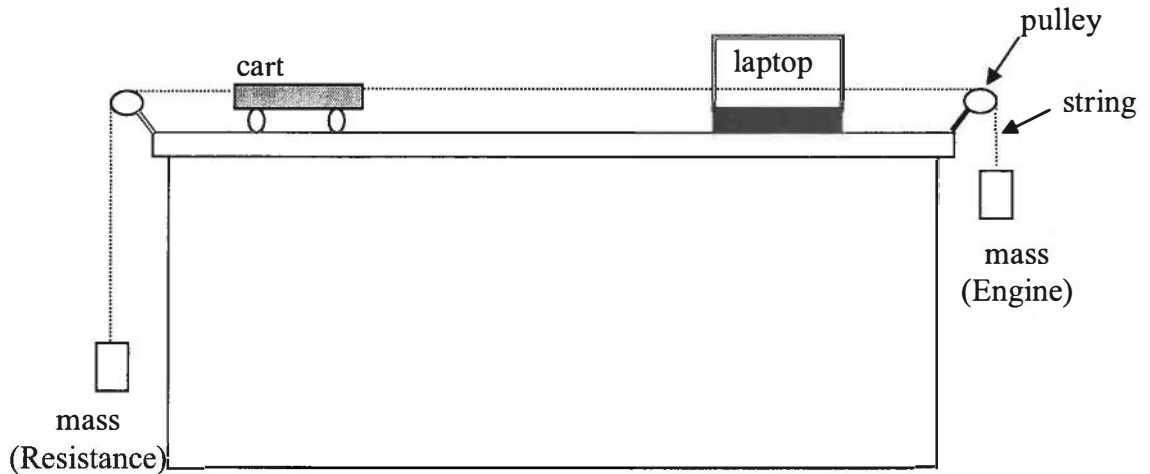 pulley
cart
laptop
string
mass
(Engine)
mass
(Resistance)